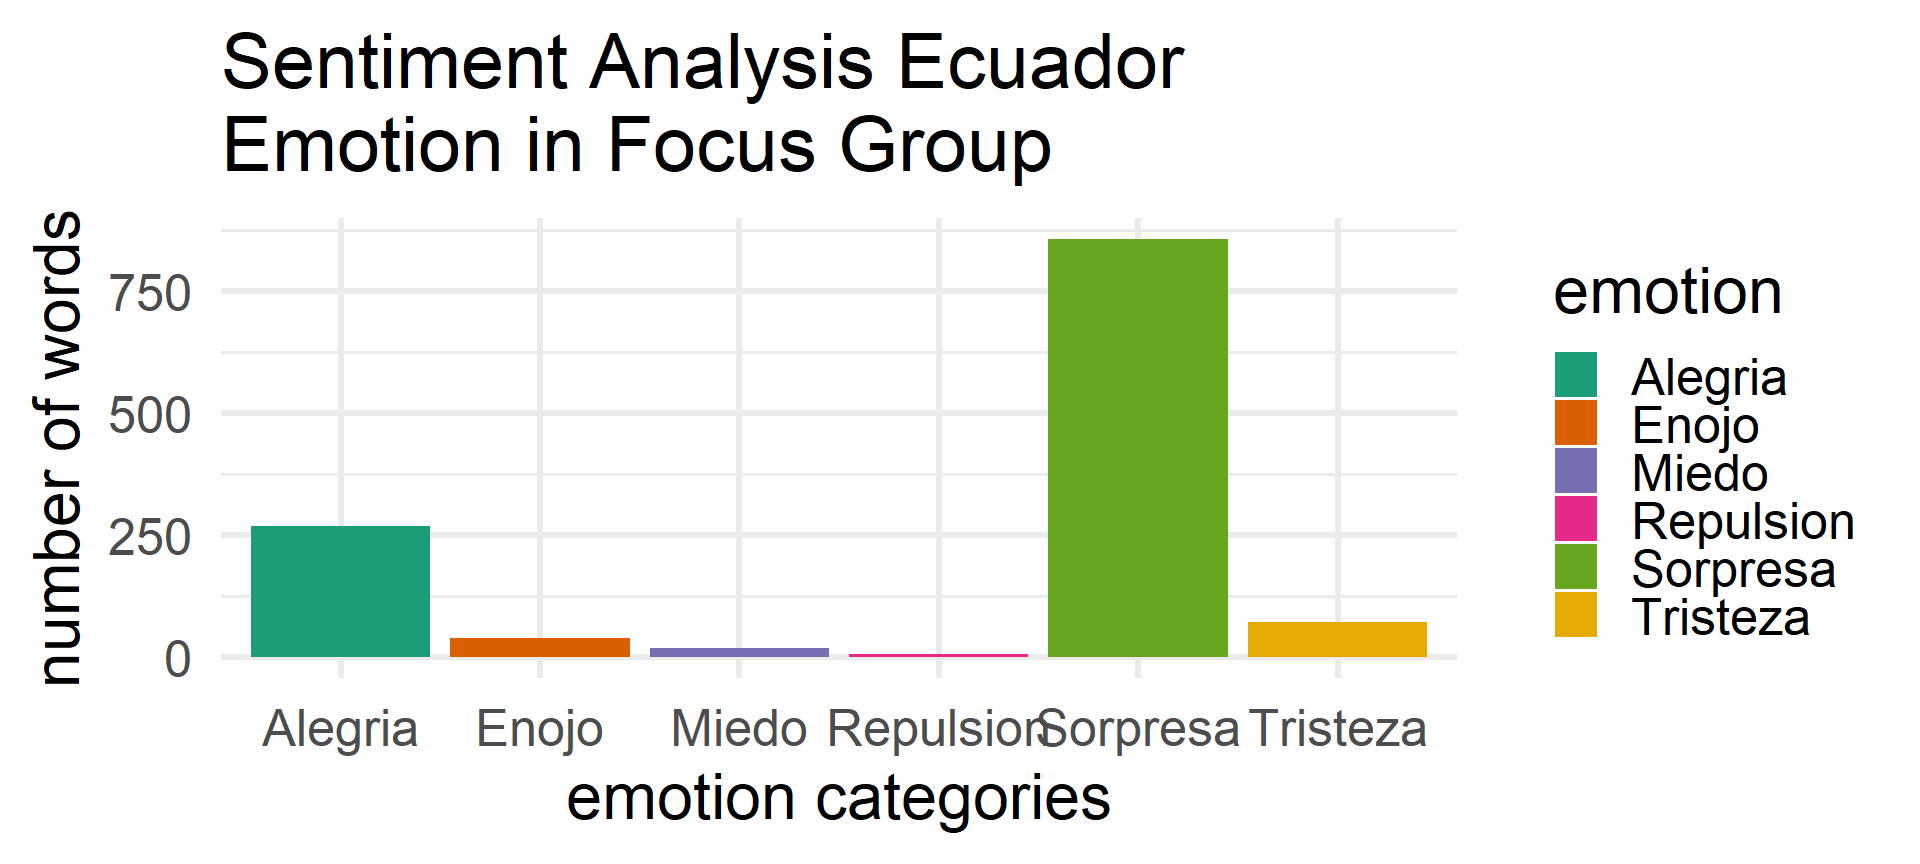 Sentiment Analysis Ecuador
Emotion in Focus Group
number of words
750
500
250
0
Alegria Enojo Miedo Repulsion Sorpresa Tristeza
emotion categories
emotion
Alegria
Enojo
Miedo
Repulsion
Sorpresa
Tristeza